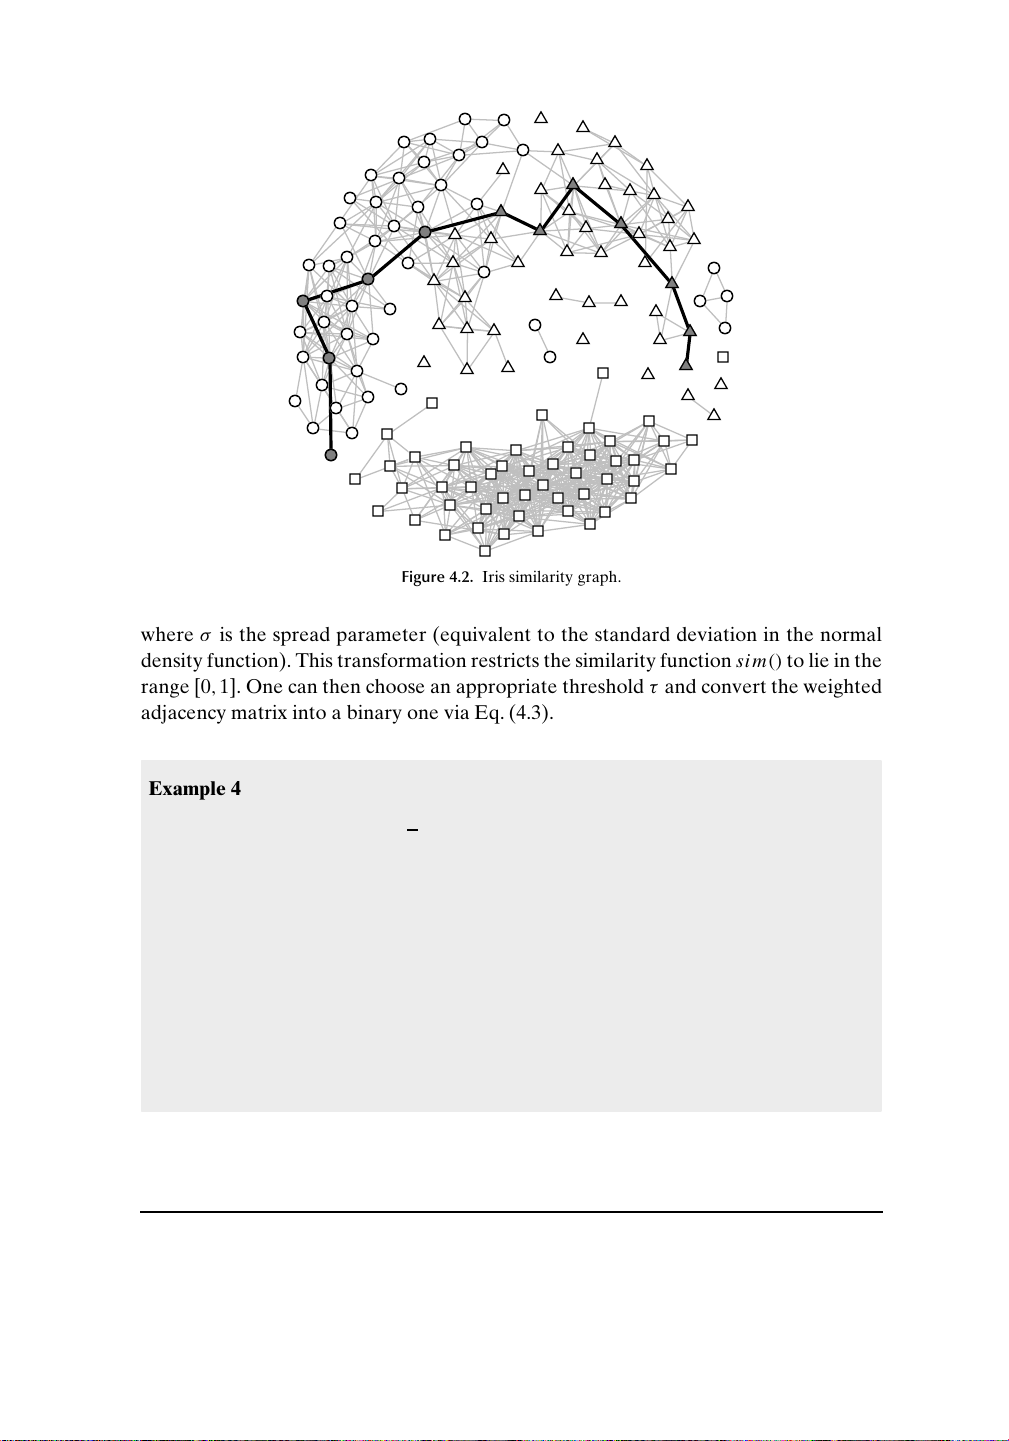 Figure 4.2. Iris similarity graph.
where σ is the spread parameter (equivalent to the standard deviation in the normal
density function). This transformation restricts the similarity function sim() to lie in the
range [0, 1]. One can then choose an appropriate threshold τ and convert the weighted
adjacency matrix into a binary one via Eq. (4.3).
Example 4